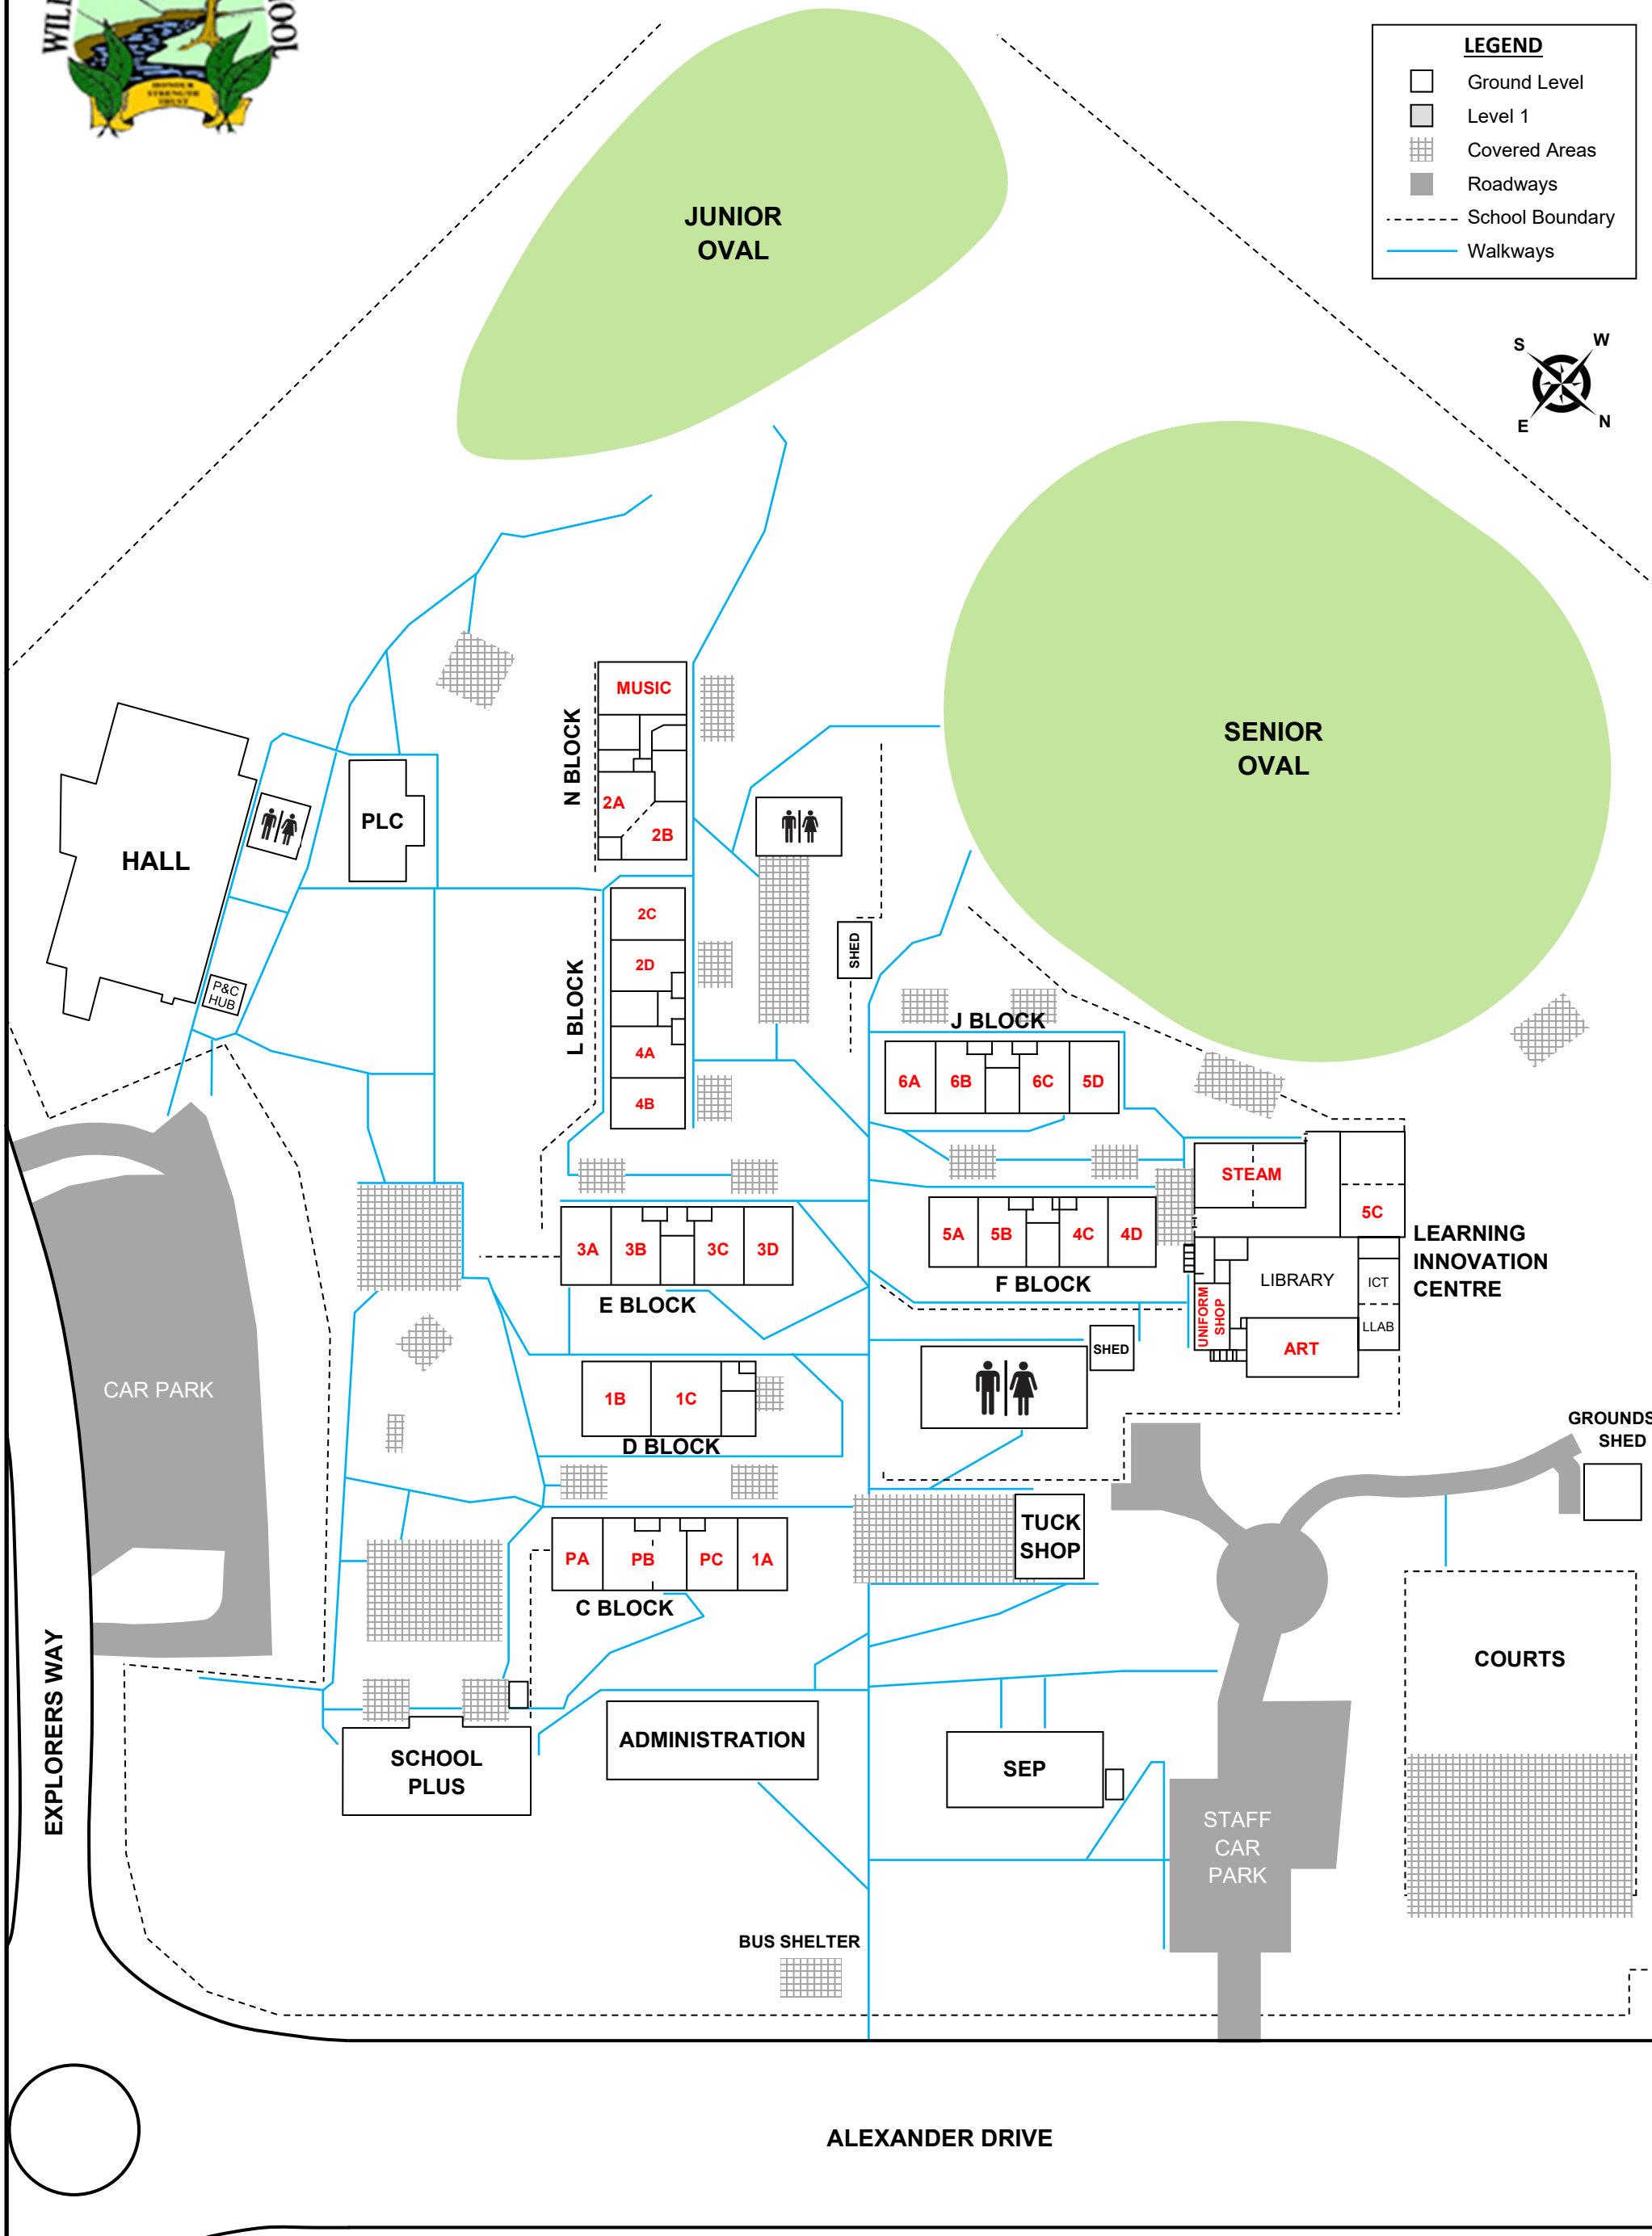 HONOUR
STRENGTH
TRUST
LEGEND
Ground Level
Level 1
Covered Areas
Roadways
School Boundary
Walkways
S
W
E
N
JUNIOR
OVAL
SENIOR
OVAL
MUSIC
N BLOCK
2A
2B
HALL
PLC
P&C
HUB
2C
2D
L BLOCK
4A
4B
SHED
J BLOCK
6A
6B
6C
5D
STEAM
5C
LEARNING
INNOVATION
CENTRE
3A
3B
3C
3D
E BLOCK
5A
5B
4C
4D
F BLOCK
LIBRARY
ICT
LLAB
UNIFORM
SHOP
ART
SHED
CAR PARK
1B
1C
D BLOCK
GROUNDS
SHED
TUCK
SHOP
PA
PB
PC
1A
C BLOCK
COURTS
EXPLORERS WAY
SCHOOL
PLUS
ADMINISTRATION
SEP
STAFF
CAR
PARK
BUS SHELTER
ALEXANDER DRIVE